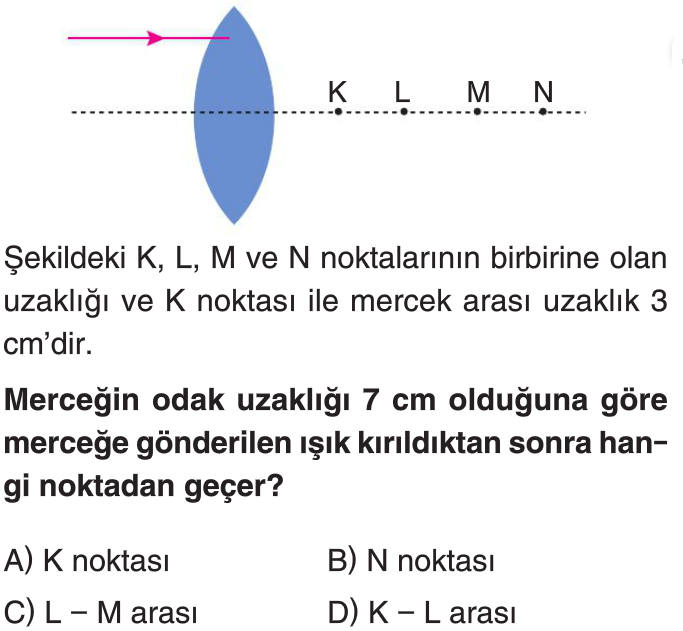 K L M N
Şekildeki K, L, M ve N noktalarının birbirine olan
uzaklığı ve K noktası ile mercek arası uzaklık 3
cm’dir.
Merceğin odak uzaklığı 7 cm olduğuna göre
merceğe gönderilen ışık kırıldıktan sonra han-
gi noktadan geçer?
A) K noktası B) N noktası
C) L – M arası D) K – L arası